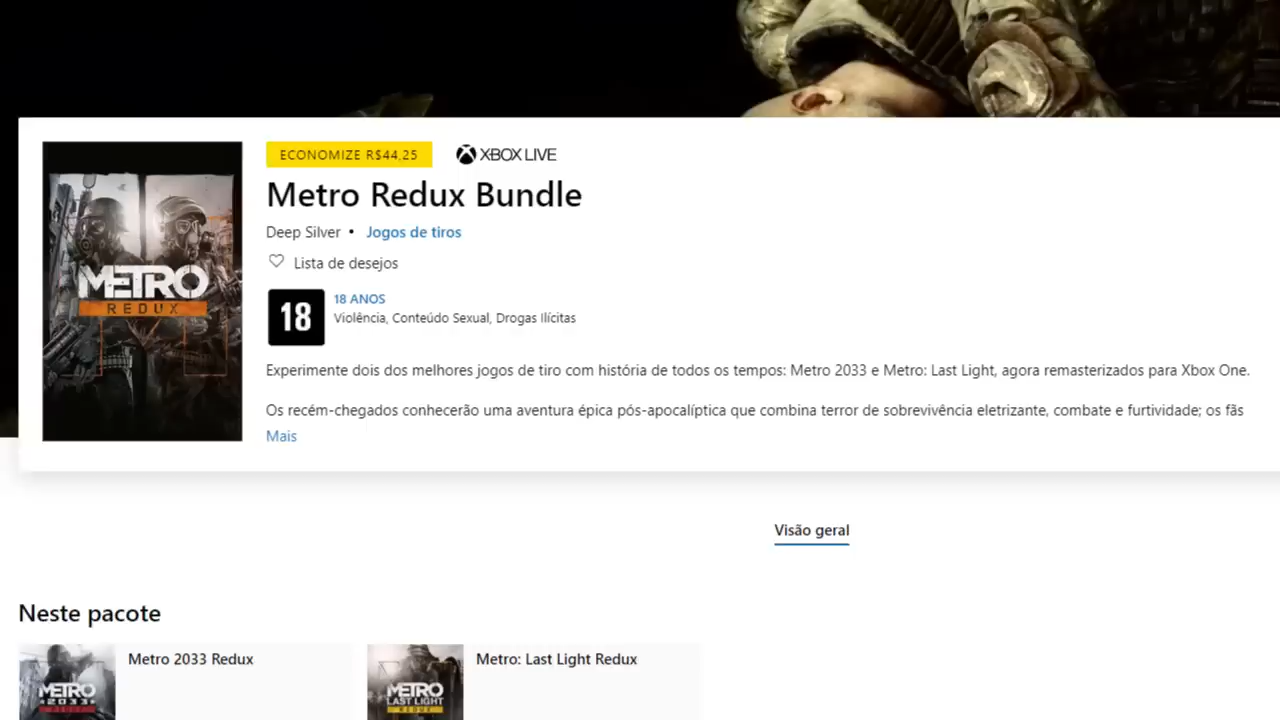 ECONOMIZE R$44,25
XBOX LIVE
Metro Redux Bundle
Deep Silver • Jogos de tiros
Lista de desejos
18
18 ANOS
Violência, Conteúdo Sexual, Drogas Ilícitas
METRO
REDUX
Experimente dois dos melhores jogos de tiro com história de todos os tempos: Metro 2033 e Metro: Last Light, agora remasterizados para Xbox One.
Os recém-chegados conhecerão uma aventura épica pós-apocalíptica que combina terror de sobrevivência eletrizante, combate e furtividade; os fãs
Mais
Visão geral
Neste pacote
METRO
2033
REDUX
Metro 2033 Redux
METRO
LAST LIGHT
REDUX
Metro: Last Light Redux